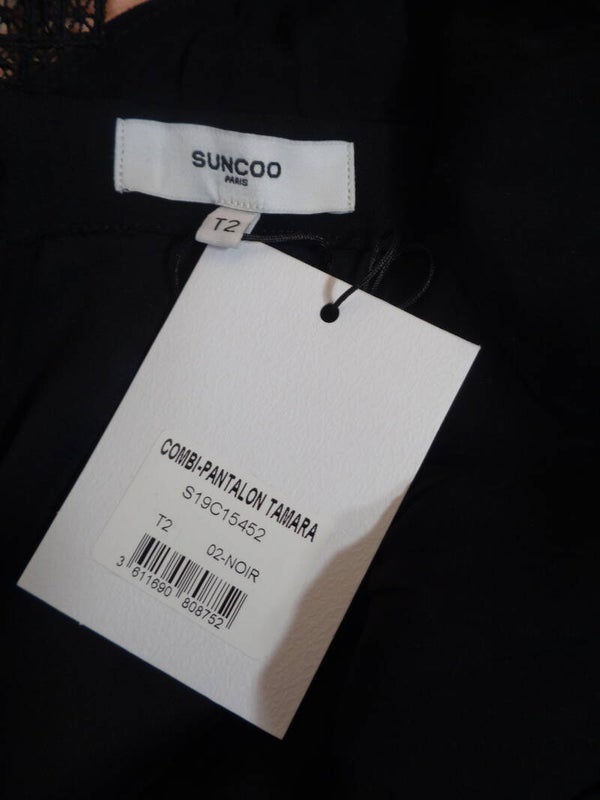 SUNCOO
PARIS
T2
COMBI-PANTALON TAMARA
S19C15452
T2 02-NOIR
3 611690 808752